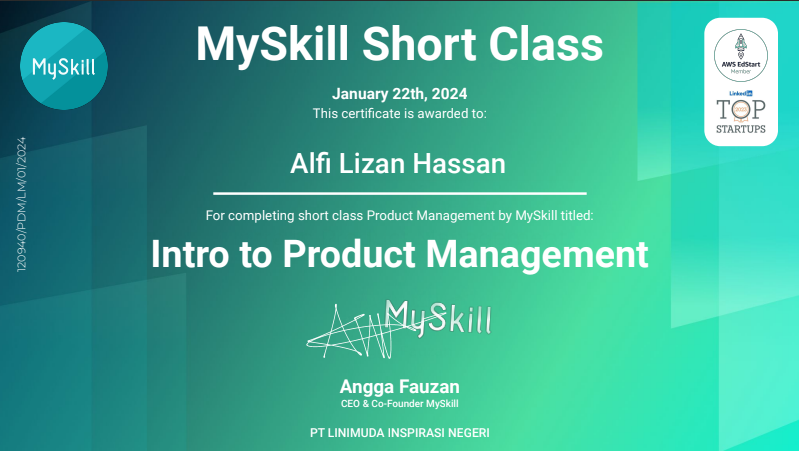 MySkill
MySkill Short Class
AWS EdStart
Member
LinkedIn
TOP
2023
STARTUPS
January 22th, 2024
This certificate is awarded to:
Alfi Lizan Hassan
120940/PDM/LM/01/2024
For completing short class Product Management by MySkill titled:
Intro to Product Management
MySkill
Angga Fauzan
CEO & Co-Founder MySkill
PT LINIMUDA INSPIRASI NEGERI